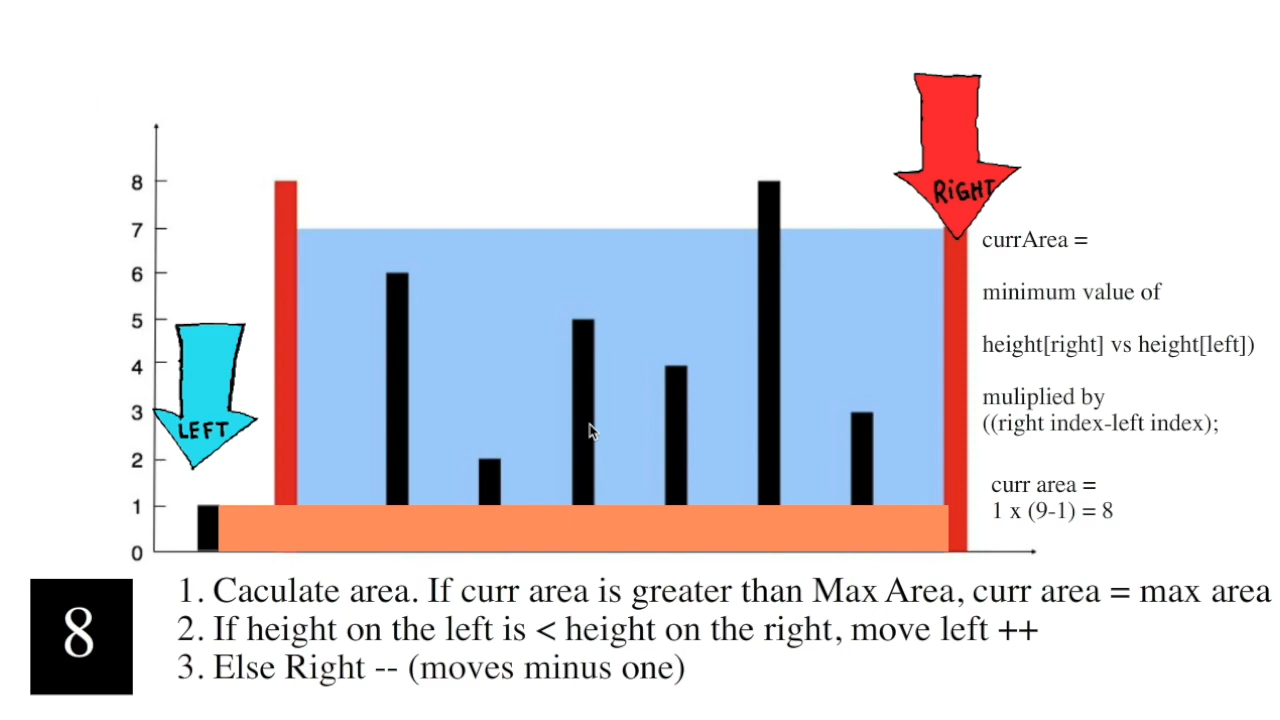 RiGHT
8
7
6
5
4
3
2
1
0
LEFT
currArea =
minimum value of
height[right] vs height[left])
muliplied by
((right index-left index);
curr area =
1 x (9-1) = 8
8
1. Caculate area. If curr area is greater than Max Area, curr area = max area
2. If height on the left is < height on the right, move left ++
3. Else Right -- (moves minus one)